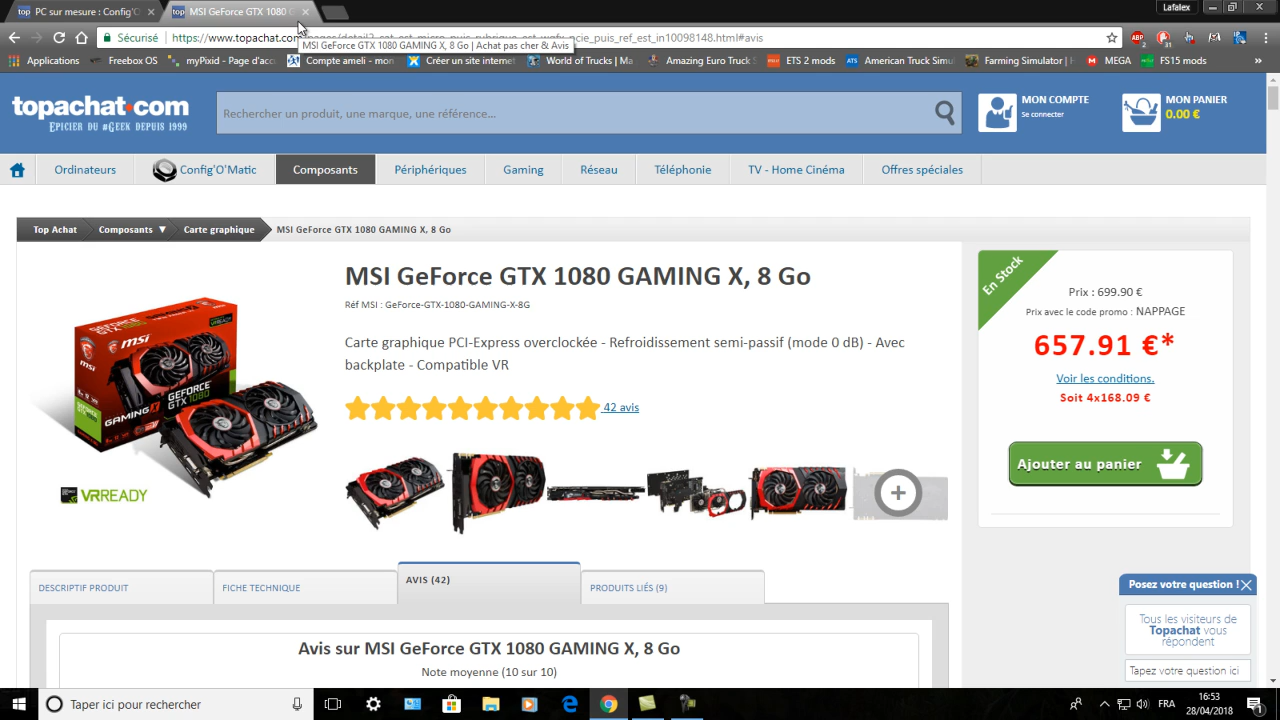 PC sur mesure : Config'O
MSI GeForce GTX 1080 G
Lafalex
Sécurisé
https://www.topachat.com
#avis
MSI GeForce GTX 1080 GAMING X, 8 Go | Achat pas cher & Avis
Applications
Freebox OS
myPixid - Page d'acc
Compte ameli - mon
Créer un site internet
World of Trucks | Ma
Amazing Euro Truck S
ETS 2 mods
American Truck Simul
Farming Simulator | H
MEGA
FS15 mods
topachat.com
EPICIER DU #GEEK DEPUIS 1999
Rechercher un produit, une marque, une référence...
MON COMPTE
Se connecter
MON PANIER
0.00 €
Ordinateurs
Config'O'Matic
Composants
Périphériques
Gaming
Réseau
Téléphonie
TV - Home Cinéma
Offres spéciales
Top Achat
Composants ▼
Carte graphique
MSI GeForce GTX 1080 GAMING X, 8 Go
MSI GeForce GTX 1080 GAMING X, 8 Go
Réf MSI : GeForce-GTX-1080-GAMING-X-8G
Carte graphique PCI-Express overclockée - Refroidissement semi-passif (mode 0 dB) - Avec
backplate - Compatible VR
42 avis
msi
GEFORCE
GTX 1080
GAMING X
VRREADY
En Stock
Prix : 699.90 €
Prix avec le code promo : NAPPAGE
657.91 €*
Voir les conditions.
Soit 4x168.09 €
Ajouter au panier
DESCRIPTIF PRODUIT
FICHE TECHNIQUE
AVIS (42)
PRODUITS LIÉS (9)
Avis sur MSI GeForce GTX 1080 GAMING X, 8 Go
Note moyenne (10 sur 10)
Posez votre question !
Tous les visiteurs de
Topachat vous
répondent
Tapez votre question ici
Taper ici pour rechercher
FRA
16:53
28/04/2018